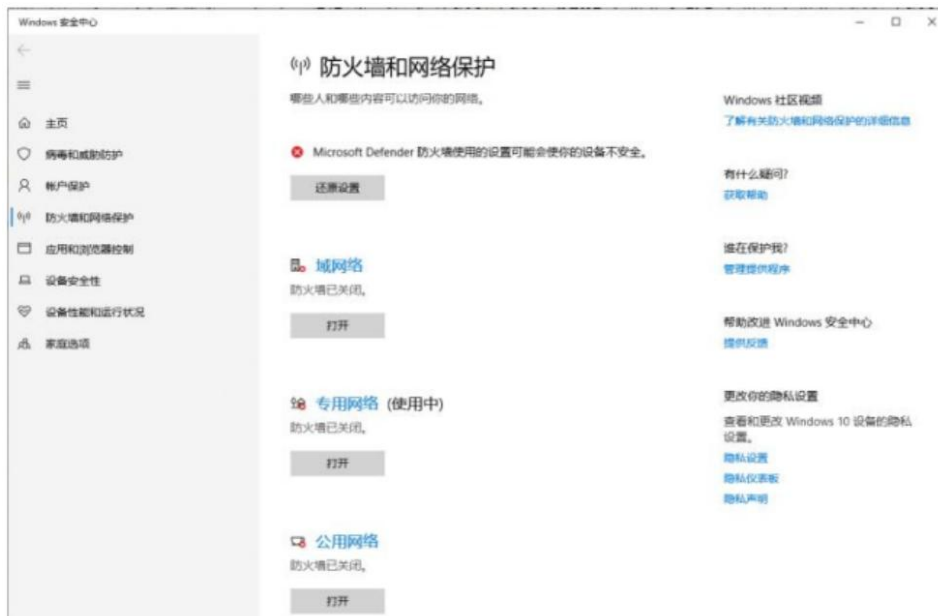 Windows 安全中心
主页
病毒和威胁防护
帐户保护
防火墙和网络保护
应用和浏览器控制
设备安全性
设备性能和运行状况
家庭选项
防火墙和网络保护
哪些人和哪些内容可以访问你的网络。
Microsoft Defender 防火墙使用的设置可能会使你的设备不安全。
还原设置
域网络
防火墙已关闭。
打开
专用网络 (使用中)
防火墙已关闭。
打开
公用网络
防火墙已关闭。
打开
Windows 社区视频
了解有关防火墙和网络保护的详细信息
有什么疑问?
获取帮助
谁在保护我?
管理提供程序
帮助改进 Windows 安全中心
提供反馈
更改你的隐私设置
查看和更改 Windows 10 设备的隐私
设置。
隐私设置
隐私仪表板
隐私声明